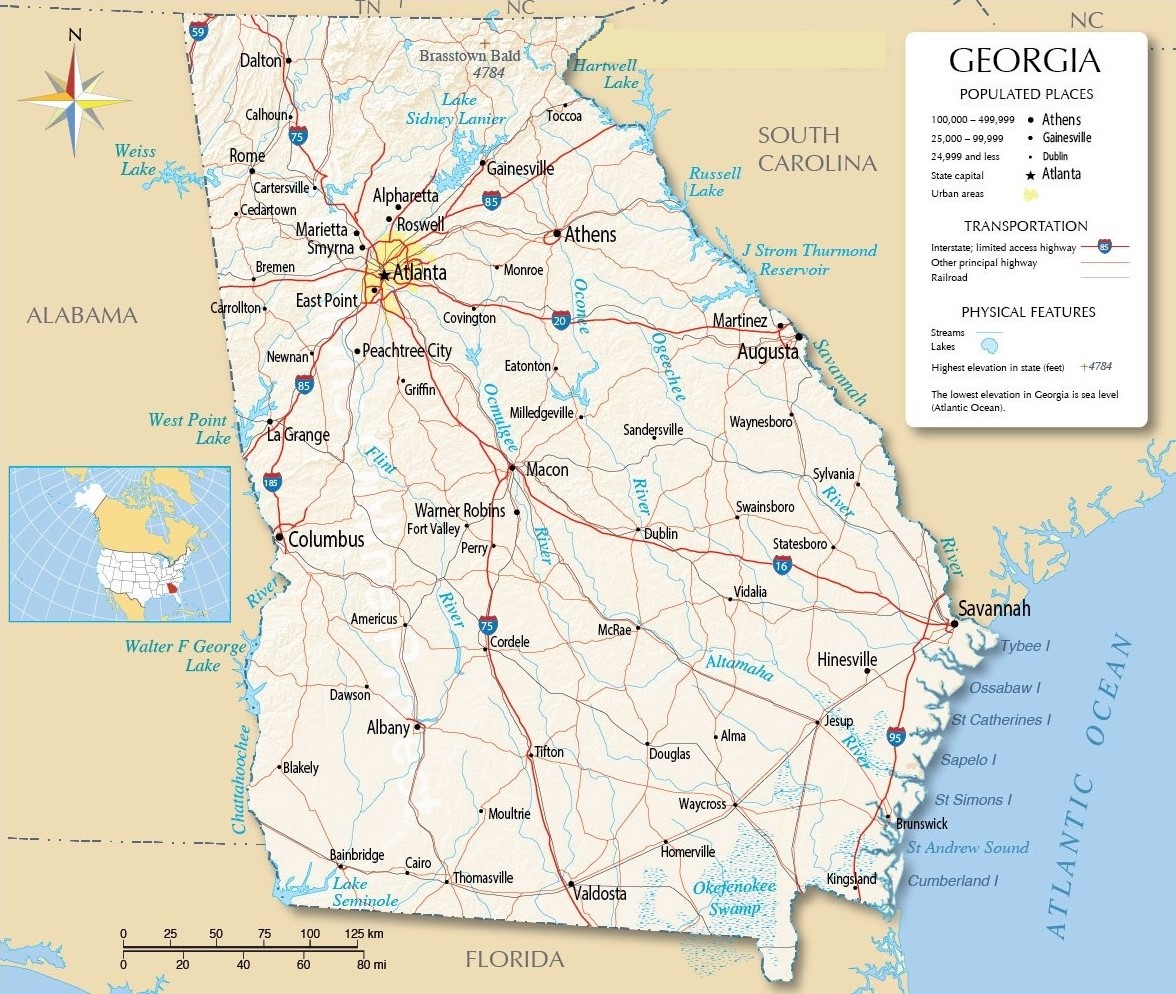 TN
NC
NC
59
N
Dalton
Brasstown Bald
4784
Hartwell
Lake
Calhoun
75
Lake
Sidney Lanier
Toccoa
SOUTH
CAROLINA
Weiss
Lake
Rome
Gainesville
Cartersville
Russell
Lake
Alpharetta
85
Cedartown
Roswell
Marietta
Smyrna
Athens
J Strom Thurmond
Reservoir
Bremen
Atlanta
Monroe
Oconee
ALABAMA
Carrollton
East Point
Covington
20
Martinez
Augusta
Savannah
Newnan
Peachtree City
Eatonton
Ogeechee
85
Griffin
Ocmulgee
Milledgeville
West Point
Lake
La Grange
Sandersville
Waynesboro
Flint
Macon
Sylvania
185
River
River
Warner Robins
Swainsboro
Fort Valley
Columbus
Perry
River
Dublin
Statesboro
River
16
River
River
Vidalia
Savannah
Americus
75
McRae
Cordele
Walter F George
Lake
Tybee I
Altamaha
Hinesville
Dawson
Ossabaw I
Albany
Jesup
St Catherines I
Alma
River
95
Tifton
Douglas
Sapelo I
Blakely
Chattahoochee
Moultrie
Waycross
St Simons I
Brunswick
Bainbridge
Cairo
Homerville
St Andrew Sound
Thomasville
Kingsland
Cumberland I
Lake
Seminole
Valdosta
Okefenokee
Swamp
ATLANTIC OCEAN
FLORIDA
0 25 50 75 100 125 km
0 20 40 60 80 mi
GEORGIA
POPULATED PLACES
100,000 – 499,999 Athens
25,000 – 99,999 Gainesville
24,999 and less Dublin
State capital Atlanta
Urban areas
TRANSPORTATION
Interstate; limited access highway 85
Other principal highway
Railroad
PHYSICAL FEATURES
Streams
Lakes
Highest elevation in state (feet) +4784
The lowest elevation in Georgia is sea level
(Atlantic Ocean).